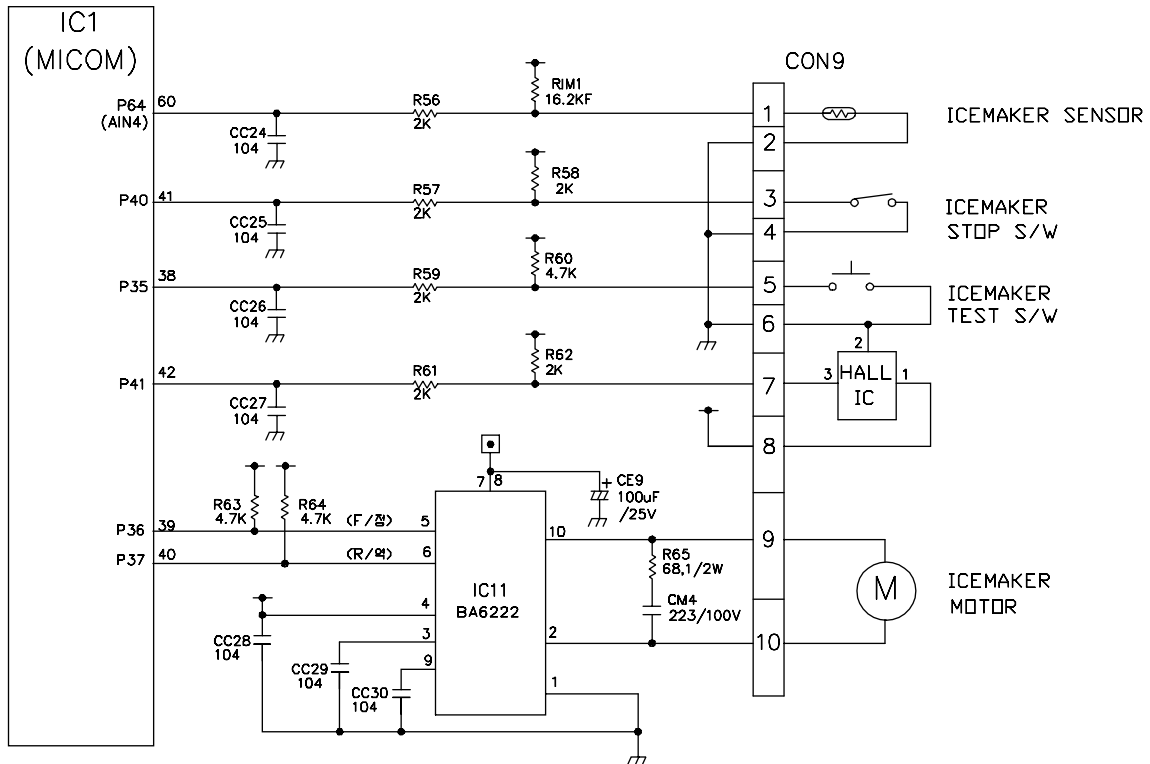 IC1
(MICOM)
CON9
P64
(AIN4)
60
CC24
104
R56
2K
RIM1
16.2KF
1
2
ICEMAKER SENSOR
P40
41
CC25
104
R57
2K
R58
2K
3
4
ICEMAKER
STOP S/W
P35
38
CC26
104
R59
2K
R60
4.7K
5
6
ICEMAKER
TEST S/W
P41
42
CC27
104
R61
2K
R62
2K
7
8
2
3
HALL
IC
1
R63
4.7K
R64
4.7K
P36
39
(F/정)
5
P37
40
(R/역)
6
7
8
CE9
+
100uF
/25V
IC11
BA6222
4
3
9
10
2
1
CC28
104
CC29
104
CC30
104
R65
68,1/2W
CM4
223/100V
9
10
M
ICEMAKER
MOTOR